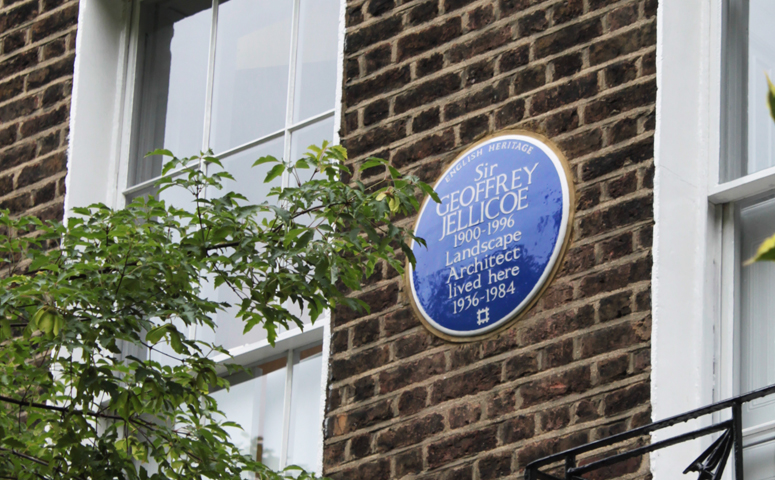 ENGLISH HERITAGE
Sir
GEOFFREY
JELLICOE
1900-1996
Landscape
Architect
lived here
1936-1984